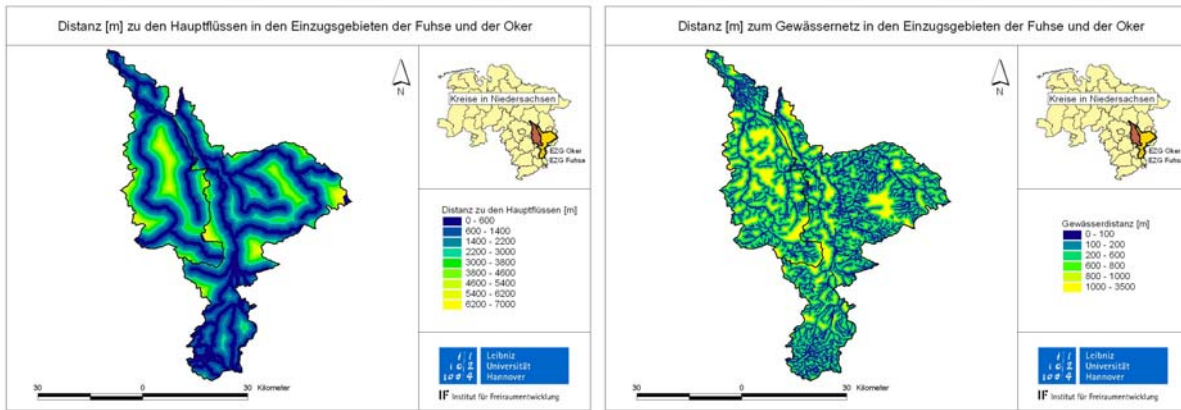 Distanz [m] zu den Hauptflüssen in den Einzugsgebieten der Fuhse und der Oker
N
Kreise in Niedersachsen
EZG Oker
EZG Fuhse
Distanz zu den Hauptflüssen [m]
0 - 600
600 - 1400
1400 - 2200
2200 - 3000
3000 - 3800
3800 - 4600
4600 - 5400
5400 - 6200
6200 - 7000
30 0 30 Kilometer
Leibniz
Universität
Hannover
IF Institut für Freiraumentwicklung
Distanz [m] zum Gewässernetz in den Einzugsgebieten der Fuhse und der Oker
N
Kreise in Niedersachsen
EZG Oker
EZG Fuhse
Gewässerdistanz [m]
0 - 100
100 - 200
200 - 600
600 - 800
800 - 1000
1000 - 3500
30 0 30 Kilometer
Leibniz
Universität
Hannover
IF Institut für Freiraumentwicklung